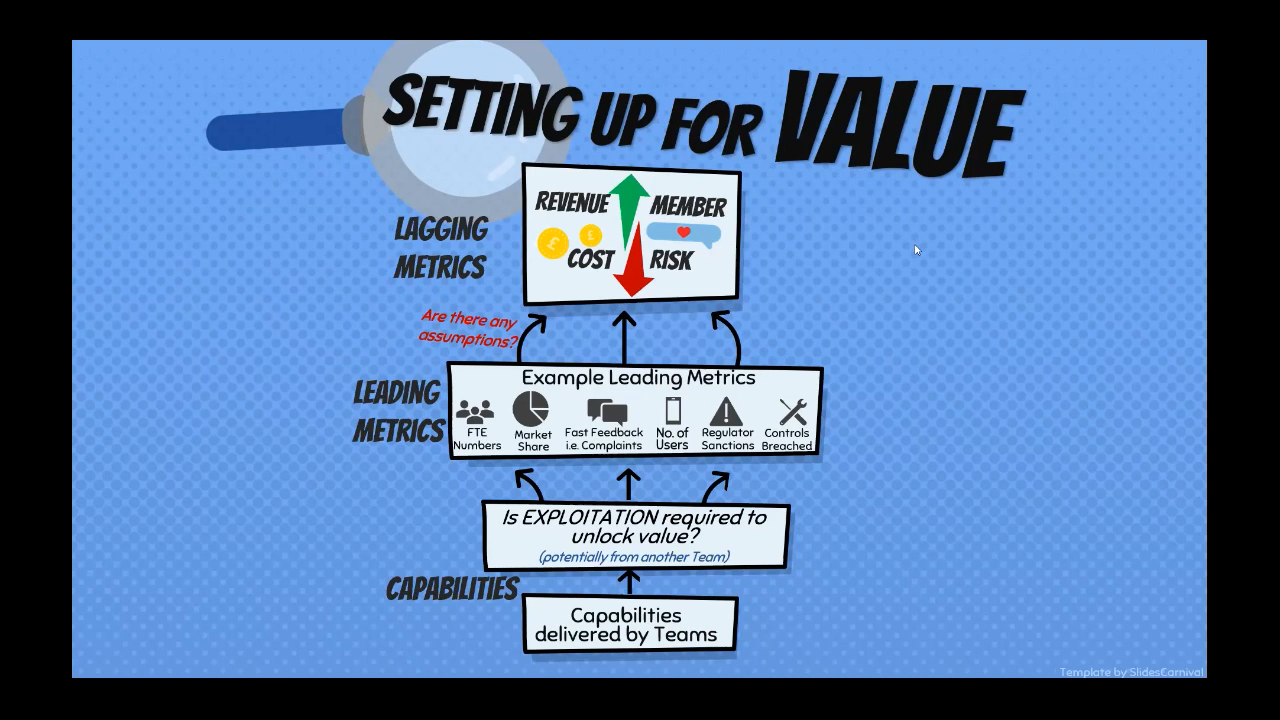 SETTING UP FOR VALUE
REVENUE MEMBER
COST RISK
LAGGING
METRICS
Are there any
assumptions?
LEADING
METRICS
Example Leading Metrics
FTE
Numbers
Market
Share
Fast Feedback
i.e. Complaints
No. of
Users
Regulator
Sanctions
Controls
Breached
Is EXPLOITATION required to
unlock value?
(potentially from another Team)
CAPABILITIES
Capabilities
delivered by Teams
Template by SlidesCarnival